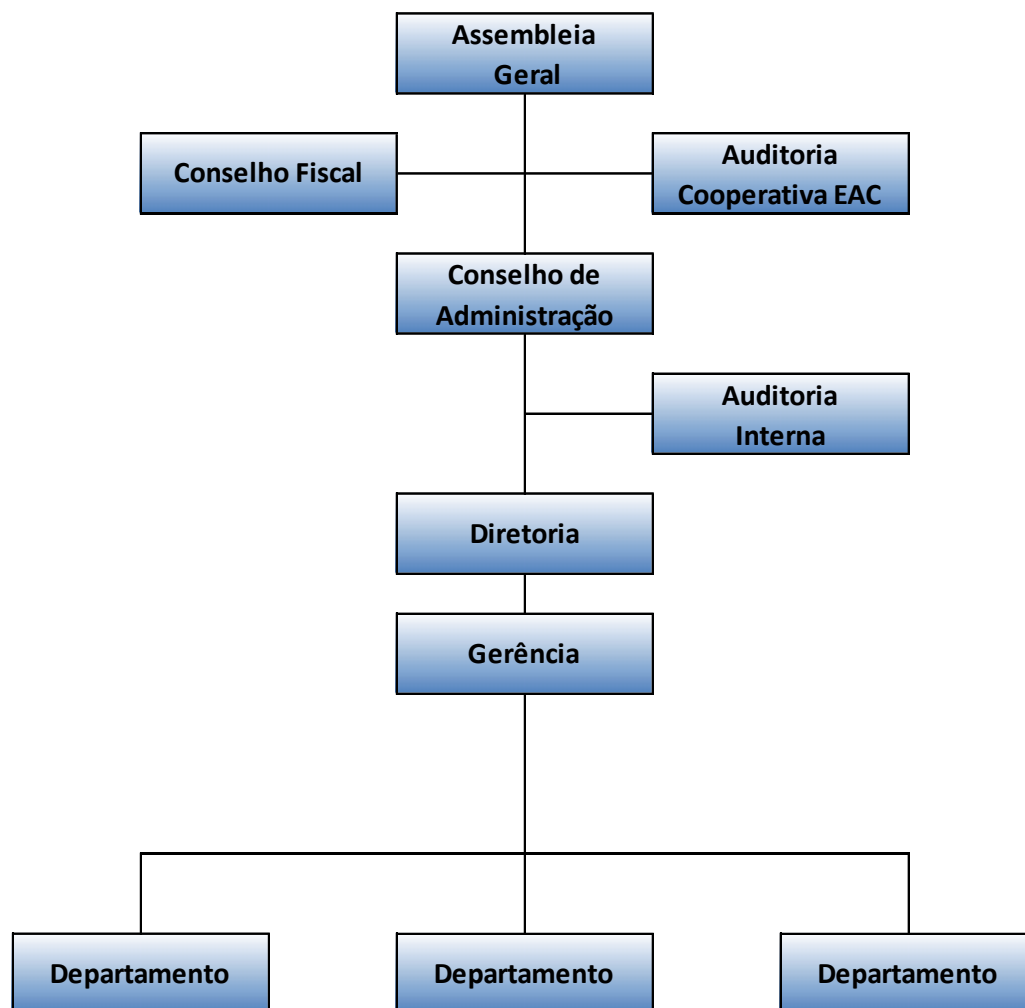 Assembleia
Geral
Conselho Fiscal
Auditoria
Cooperativa EAC
Conselho de
Administração
Auditoria
Interna
Diretoria
Gerência
Departamento
Departamento
Departamento